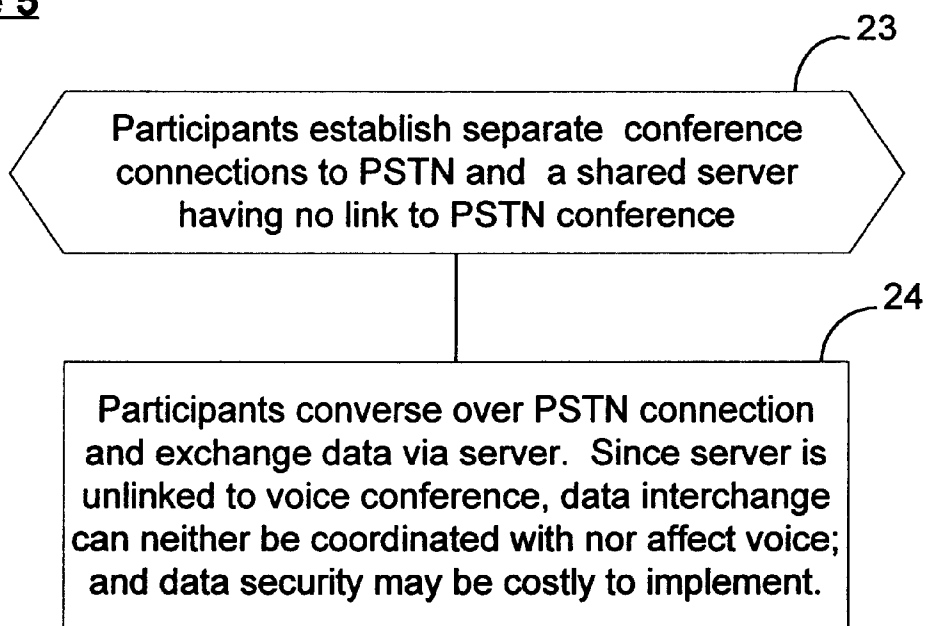 e 5
23
Participants establish separate conference
connections to PSTN and a shared server
having no link to PSTN conference
24
Participants converse over PSTN connection
and exchange data via server. Since server is
unlinked to voice conference, data interchange
can neither be coordinated with nor affect voice;
and data security may be costly to implement.